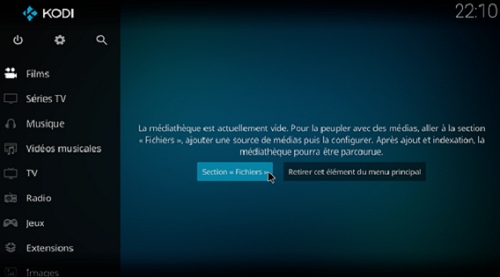 KODI
22:10
Films
Séries TV
Musique
Vidéos musicales
TV
Radio
Jeux
Extensions
Images
La médiathèque est actuellement vide. Pour la peupler avec des médias, aller à la section
« Fichiers », ajouter une source de médias puis la configurer. Après ajout et indexation, la
médiathèque pourra être parcourue.
Section « Fichiers »
Retirer cet élément du menu principal